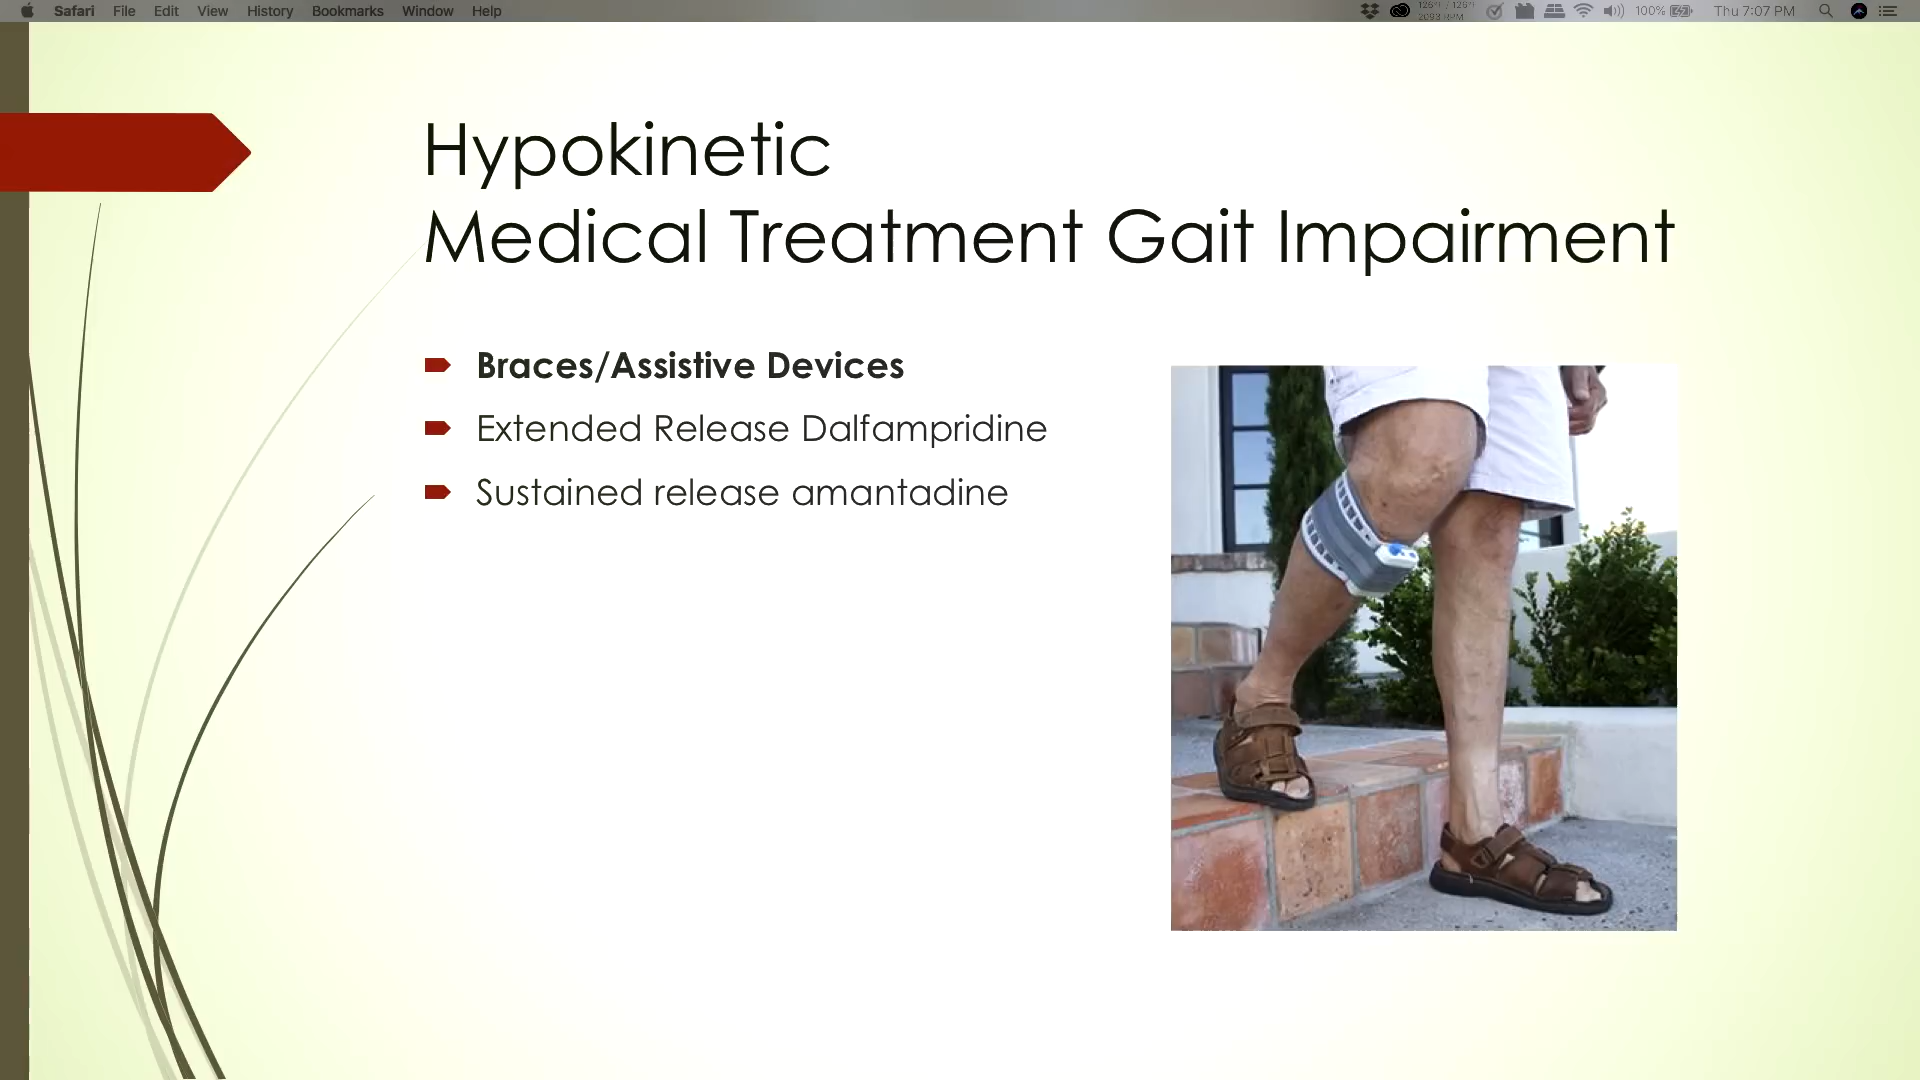 Safari File Edit View History Bookmarks Window Help 100% Thu 7:07 PM
Hypokinetic
Medical Treatment Gait Impairment
Braces/Assistive Devices
Extended Release Dalfampridine
Sustained release amantadine